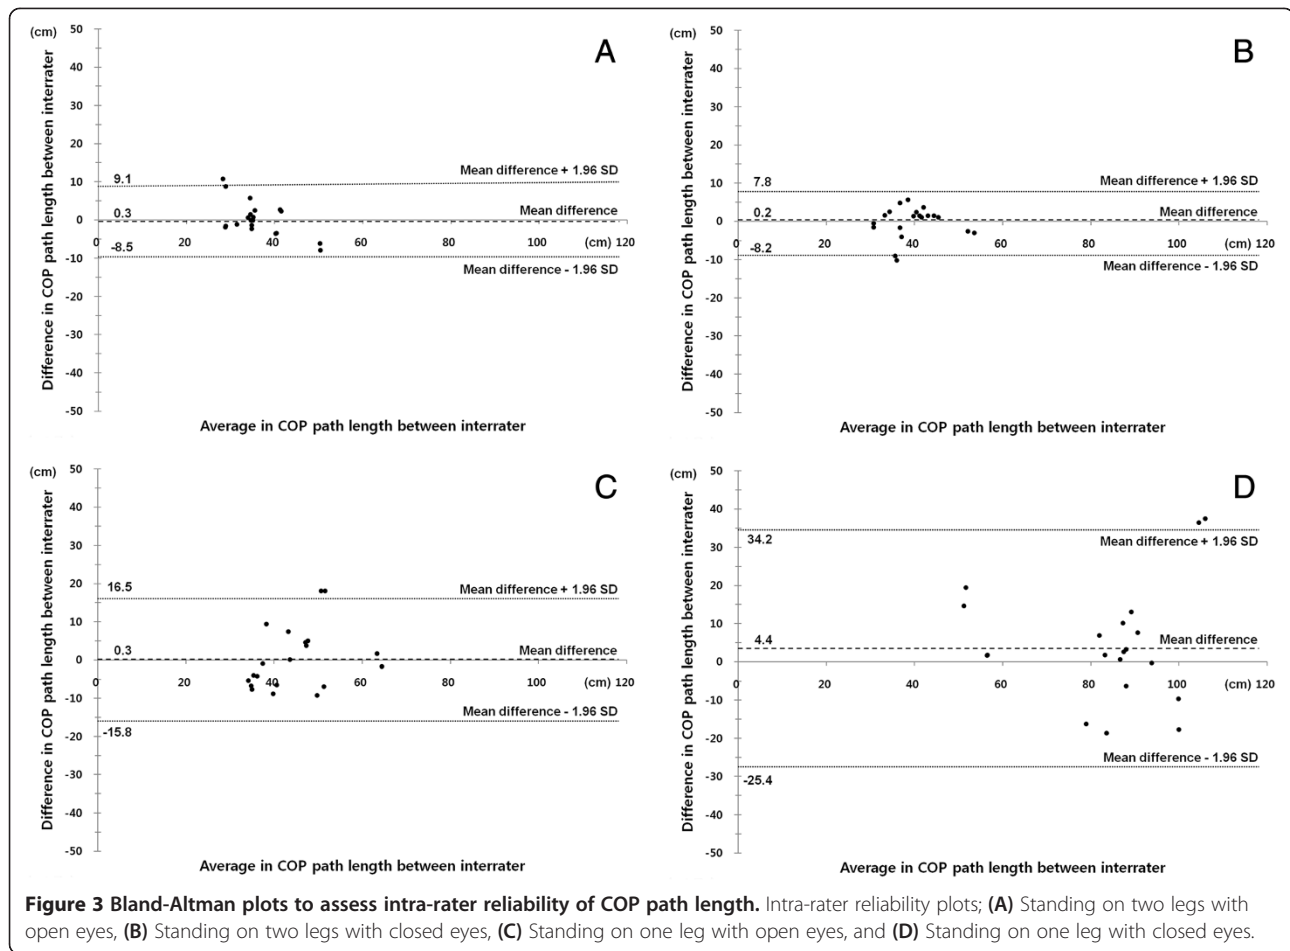 (cm)
A
Difference in COP path length between interrater
50
40
30
20
10
0
-10
-20
-30
-40
-50
9.1
Mean difference + 1.96 SD
0.3
Mean difference
0 20 40 60 80 100 (cm) 120
-8.5
Mean difference - 1.96 SD
Average in COP path length between interrater
(cm)
B
Difference in COP path length between interrater
50
40
30
20
10
0
-10
-20
-30
-40
-50
7.8
Mean difference + 1.96 SD
0.2
Mean difference
0 20 40 60 80 100 (cm) 120
-8.2
Mean difference - 1.96 SD
Average in COP path length between interrater
(cm)
C
Difference in COP path length between interrater
50
40
30
20
10
0
-10
-20
-30
-40
-50
16.5
Mean difference + 1.96 SD
0.3
Mean difference
0 20 40 60 80 (cm) 100 120
Mean difference - 1.96 SD
-15.8
Average in COP path length between interrater
(cm)
D
Difference in COP path length between interrater
50
40
30
20
10
0
-10
-20
-30
-40
-50
34.2
Mean difference + 1.96 SD
4.4
Mean difference
0 20 40 60 80 100 (cm) 120
Mean difference - 1.96 SD
-25.4
Average in COP path length between interrater
Figure 3 Bland-Altman plots to assess intra-rater reliability of COP path length. Intra-rater reliability plots; (A) Standing on two legs with
open eyes, (B) Standing on two legs with closed eyes, (C) Standing on one leg with open eyes, and (D) Standing on one leg with closed eyes.